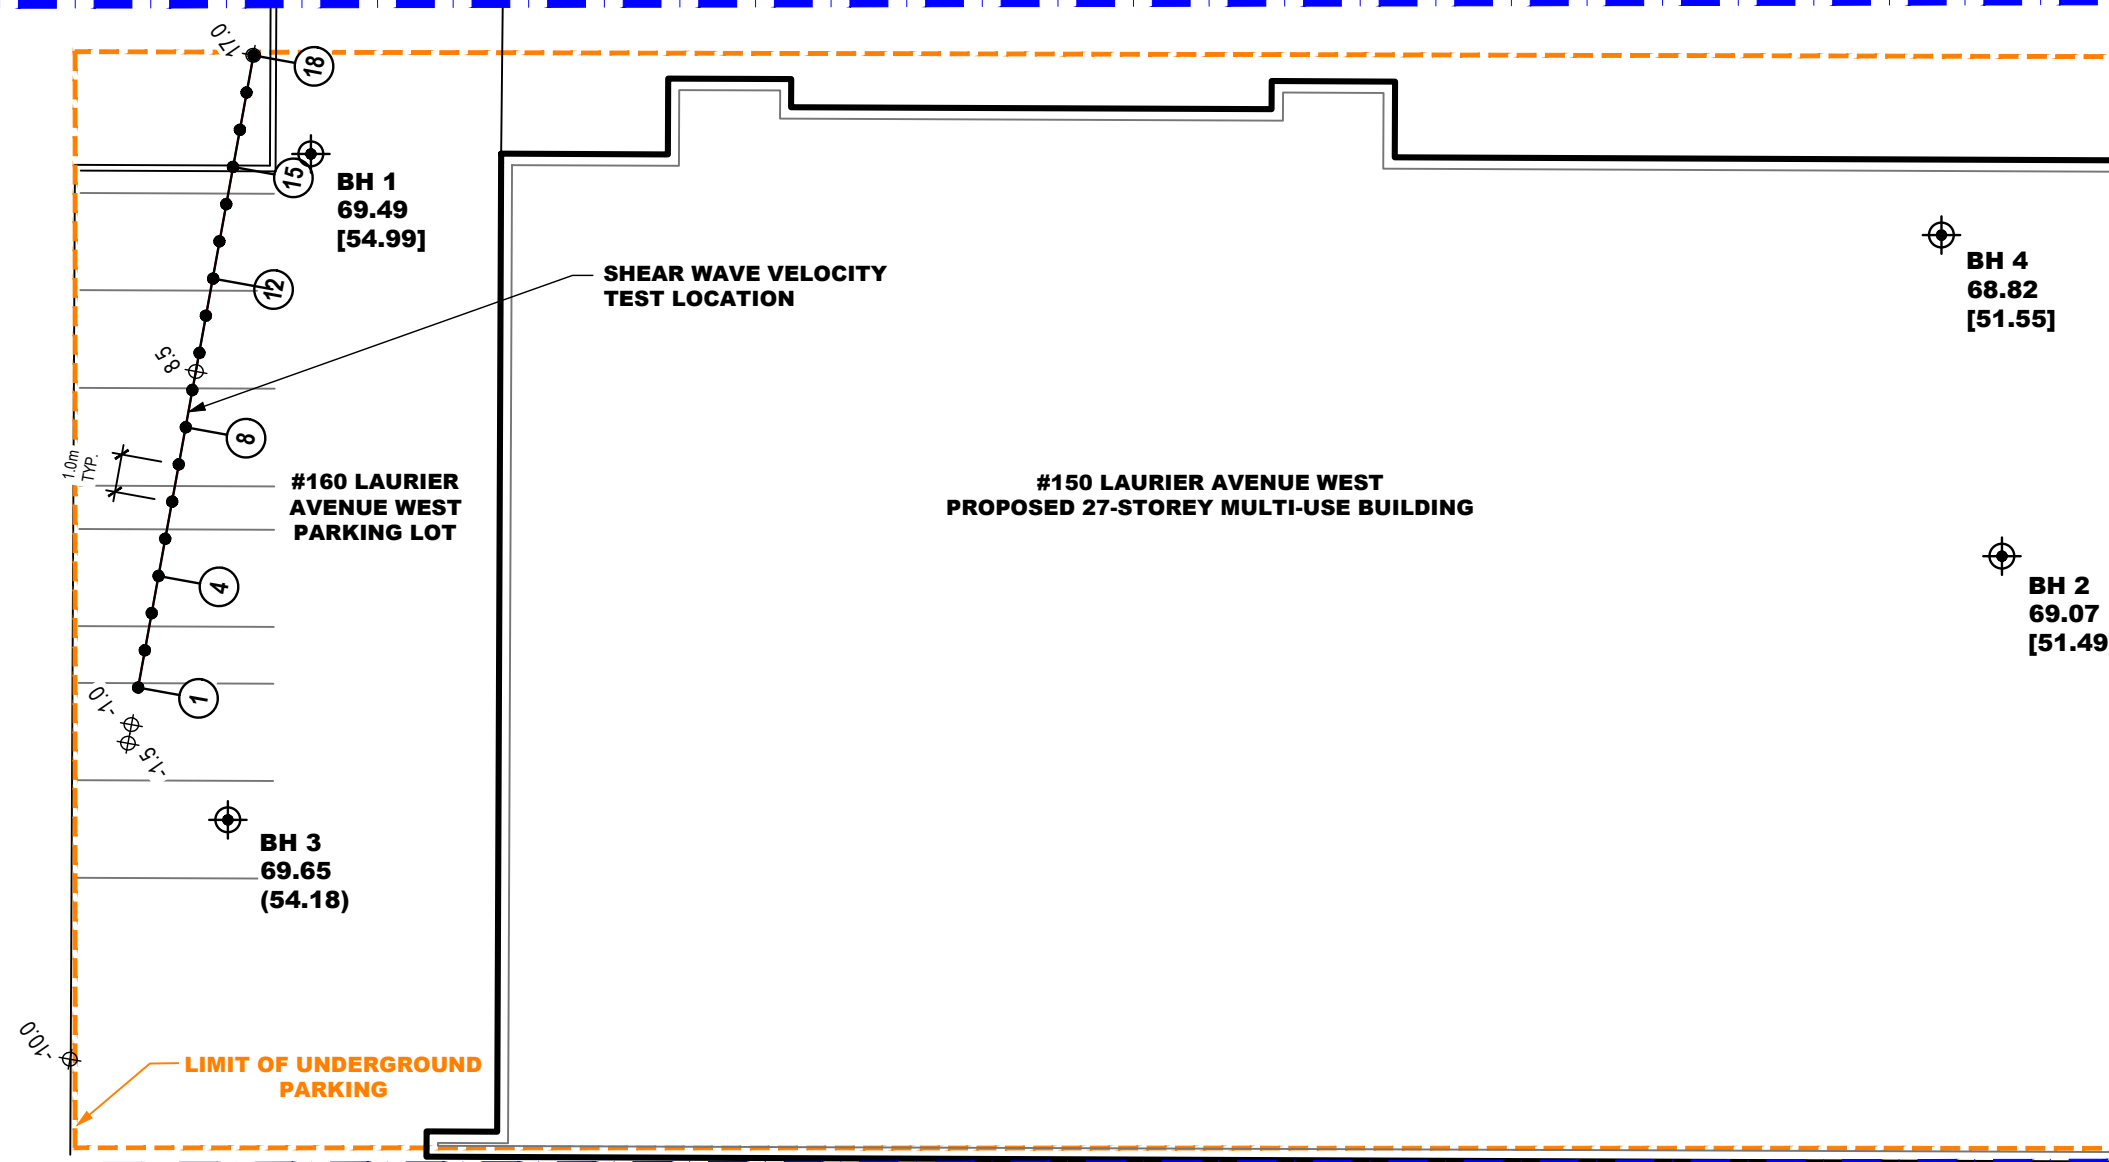 17.0
18
15
BH 1
69.49
[54.99]
12
SHEAR WAVE VELOCITY
TEST LOCATION
BH 4
68.82
[51.55]
8.5
8
1.0m
TYP.
#160 LAURIER
AVENUE WEST
PARKING LOT
#150 LAURIER AVENUE WEST
PROPOSED 27-STOREY MULTI-USE BUILDING
4
BH 2
69.07
[51.49
1
-1.0
-1.5
BH 3
69.65
(54.18)
-10.0
LIMIT OF UNDERGROUND
PARKING